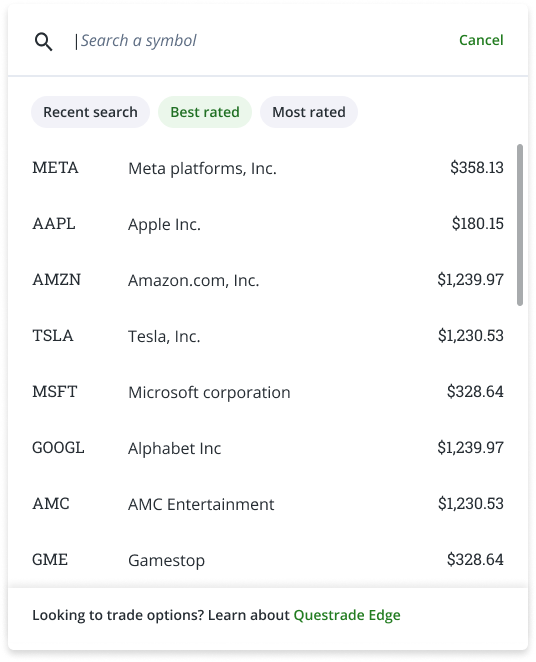 Search a symbol Cancel
Recent search Best rated Most rated
META Meta platforms, Inc. $358.13
AAPL Apple Inc. $180.15
AMZN Amazon.com, Inc. $1,239.97
TSLA Tesla, Inc. $1,230.53
MSFT Microsoft corporation $328.64
GOOGL Alphabet Inc $1,239.97
AMC AMC Entertainment $1,230.53
GME Gamestop $328.64
Looking to trade options? Learn about Questrade Edge